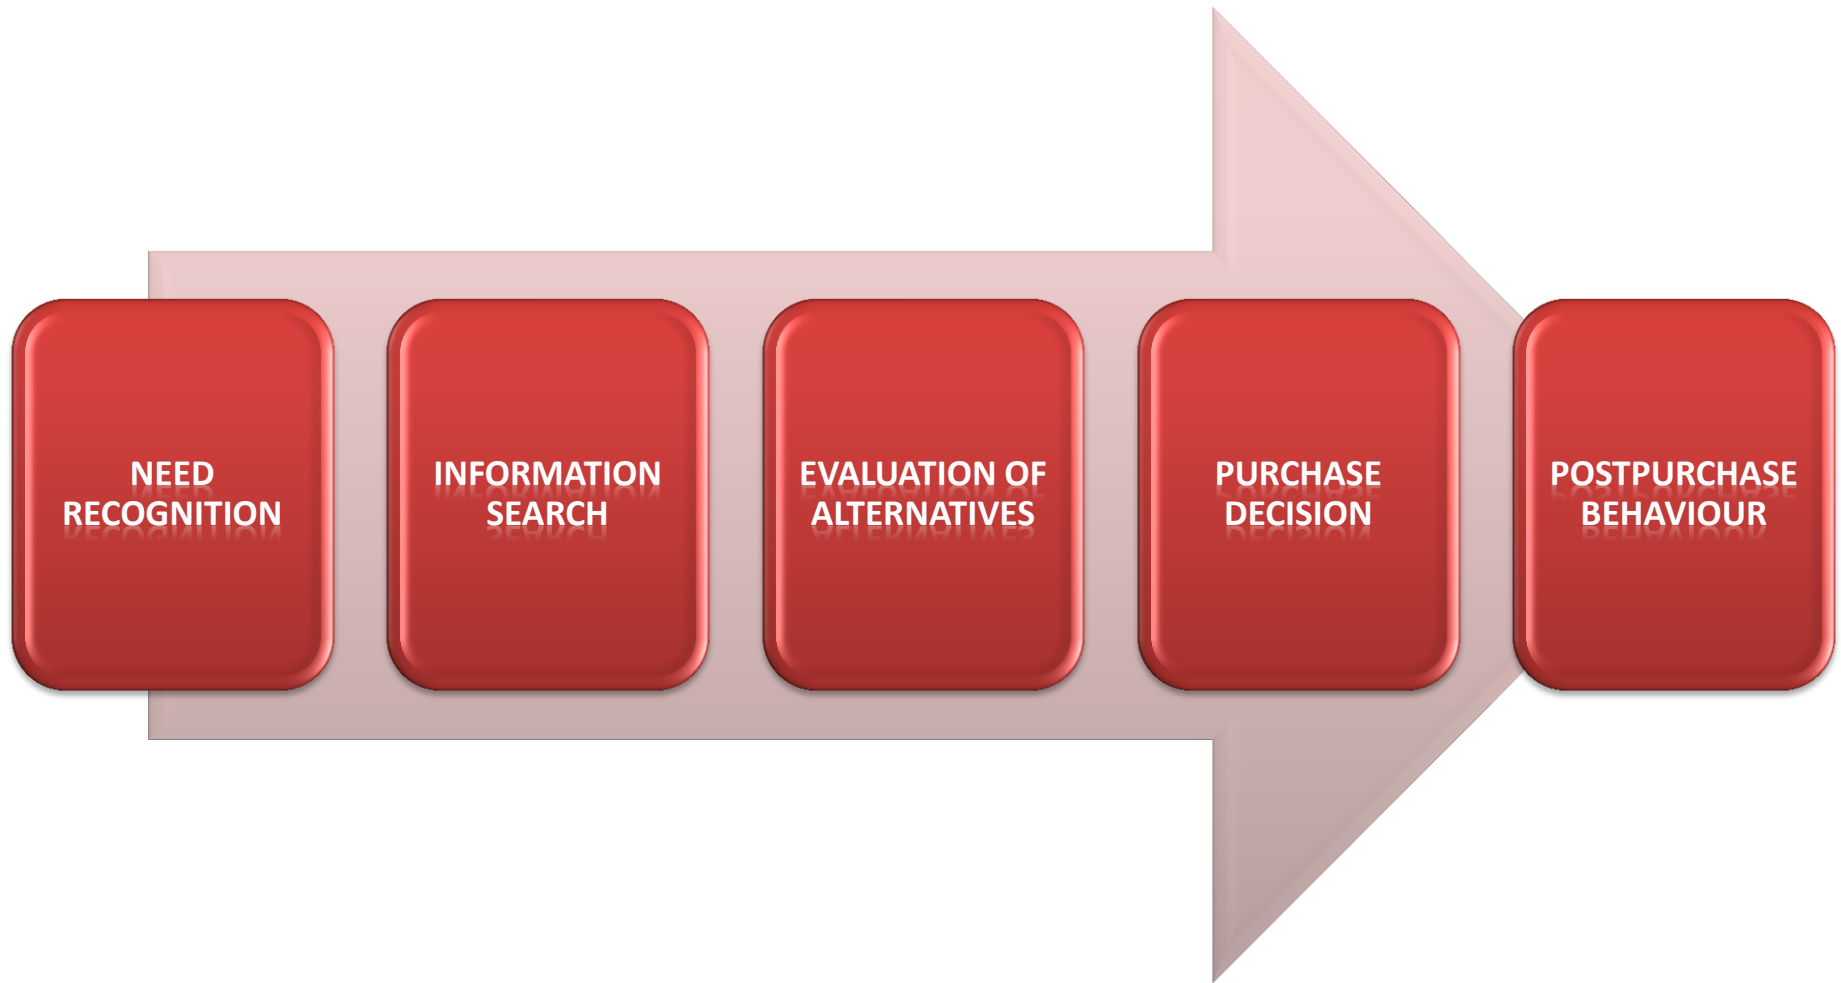 NEED
RECOGNITION
INFORMATION
SEARCH
EVALUATION OF
ALTERNATIVES
PURCHASE
DECISION
POSTPURCHASE
BEHAVIOUR